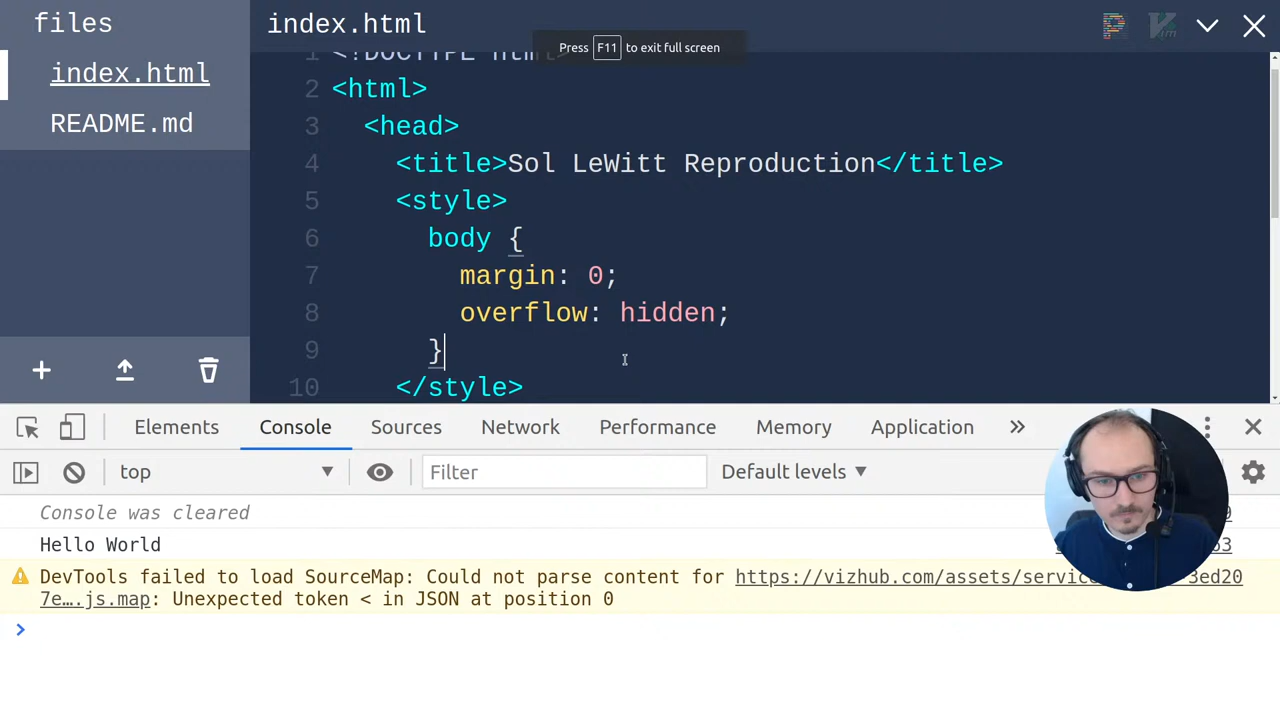 files
index.html
README.md
index.html
Press F11 to exit full screen
1 <!DOCTYPE html>
2 <html>
3 <head>
4 <title>Sol LeWitt Reproduction</title>
5 <style>
6 body {
7 margin: 0;
8 overflow: hidden;
9 }
10 </style>
Elements Console Sources Network Performance Memory Application »
top Filter Default levels
Console was cleared
Hello World
DevTools failed to load SourceMap: Could not parse content for https://vizhub.com/assets/service 3ed20
7e….js.map: Unexpected token < in JSON at position 0
>